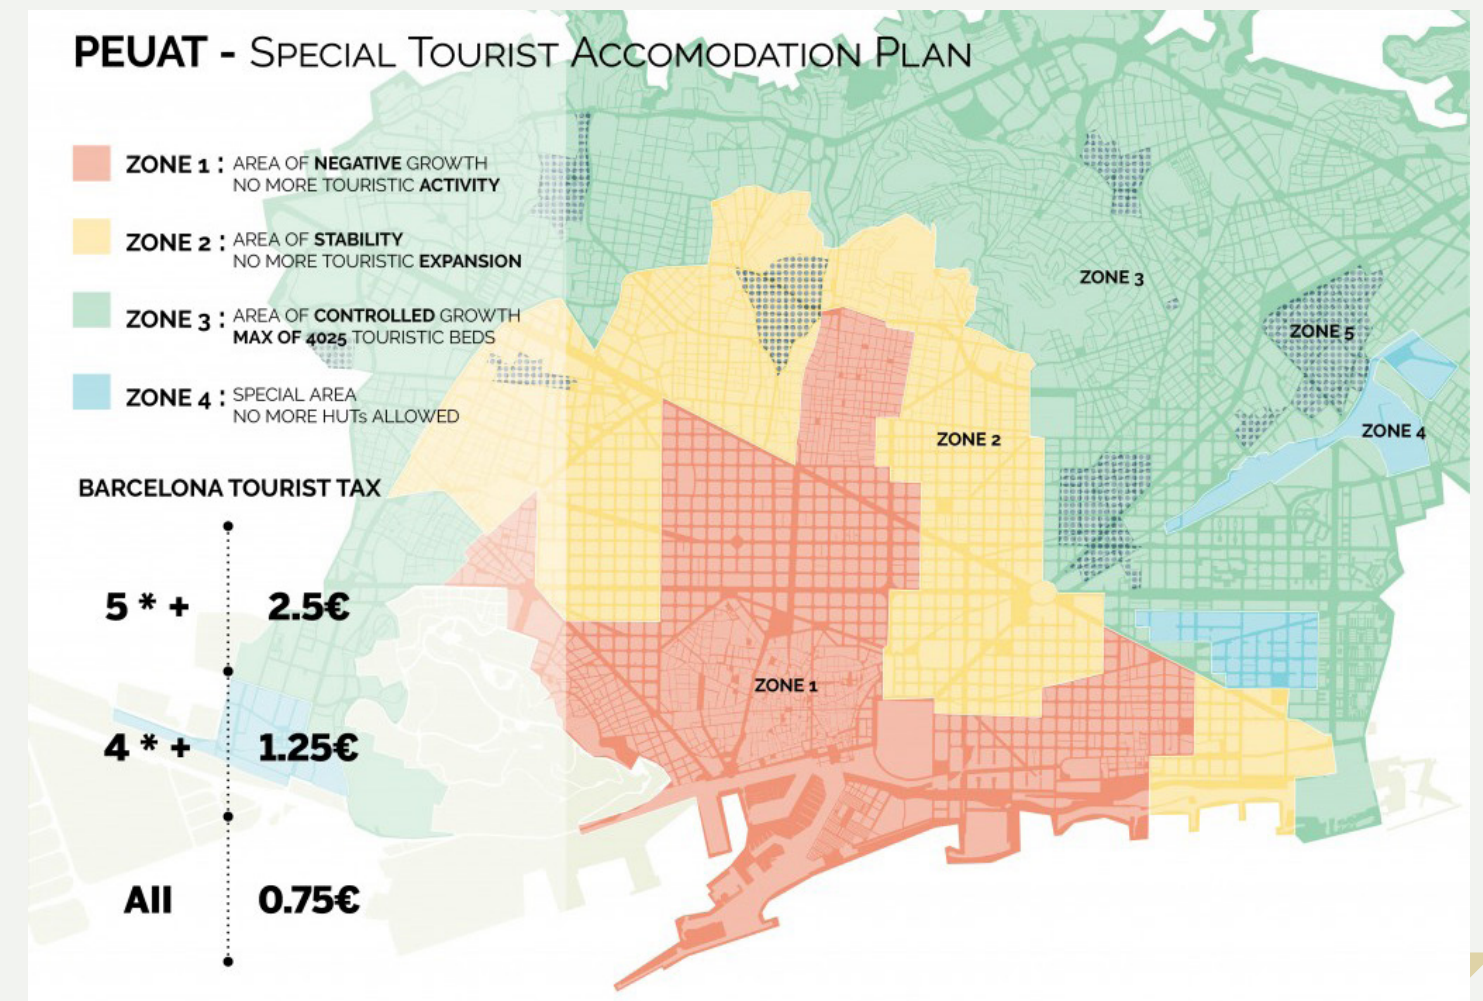 PEUAT - SPECIAL TOURIST ACCOMODATION PLAN
ZONE 1 : AREA OF NEGATIVE GROWTH
NO MORE TOURISTIC ACTIVITY
ZONE 2 : AREA OF STABILITY
NO MORE TOURISTIC EXPANSION
ZONE 3 : AREA OF CONTROLLED GROWTH
MAX OF 4025 TOURISTIC BEDS
ZONE 4 : SPECIAL AREA
NO MORE HUTs ALLOWED
BARCELONA TOURIST TAX
5 * + 2.5€
4 * + 1.25€
All 0.75€
ZONE 3
ZONE 5
ZONE 4
ZONE 2
ZONE 1